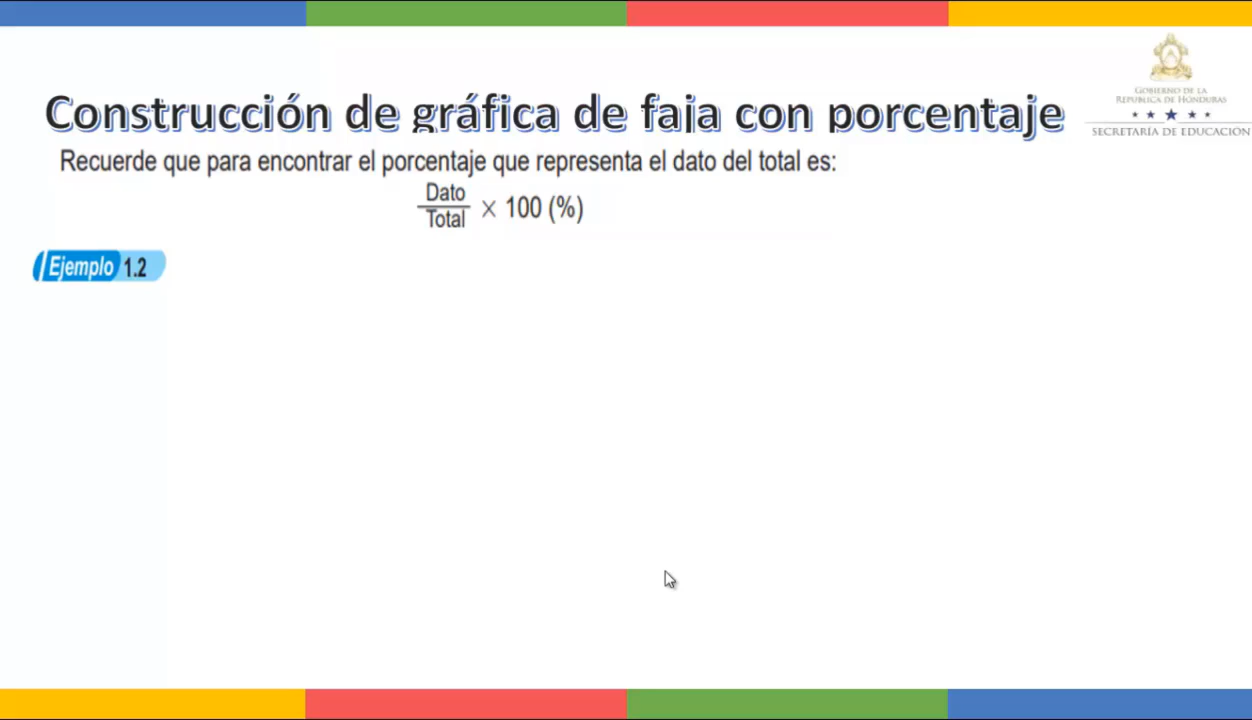 Construcción de gráfica de faja con porcentaje
GOBIERNO DE LA
REPÚBLICA DE HONDURAS
SECRETARÍA DE EDUCACIÓN
Recuerde que para encontrar el porcentaje que representa el dato del total es:
Dato
Total
× 100 (%)
Ejemplo 1.2